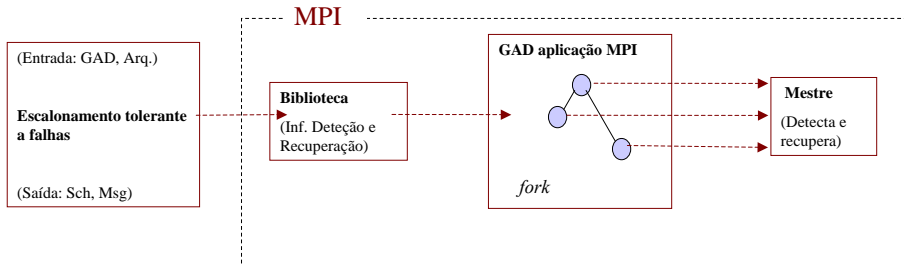 MPI
(Entrada: GAD, Arq.)
Escalonamento tolerante
a falhas
(Saída: Sch, Msg)
Biblioteca
(Inf. Deteção e
Recuperação)
GAD aplicação MPI
fork
Mestre
(Detecta e
recupera)